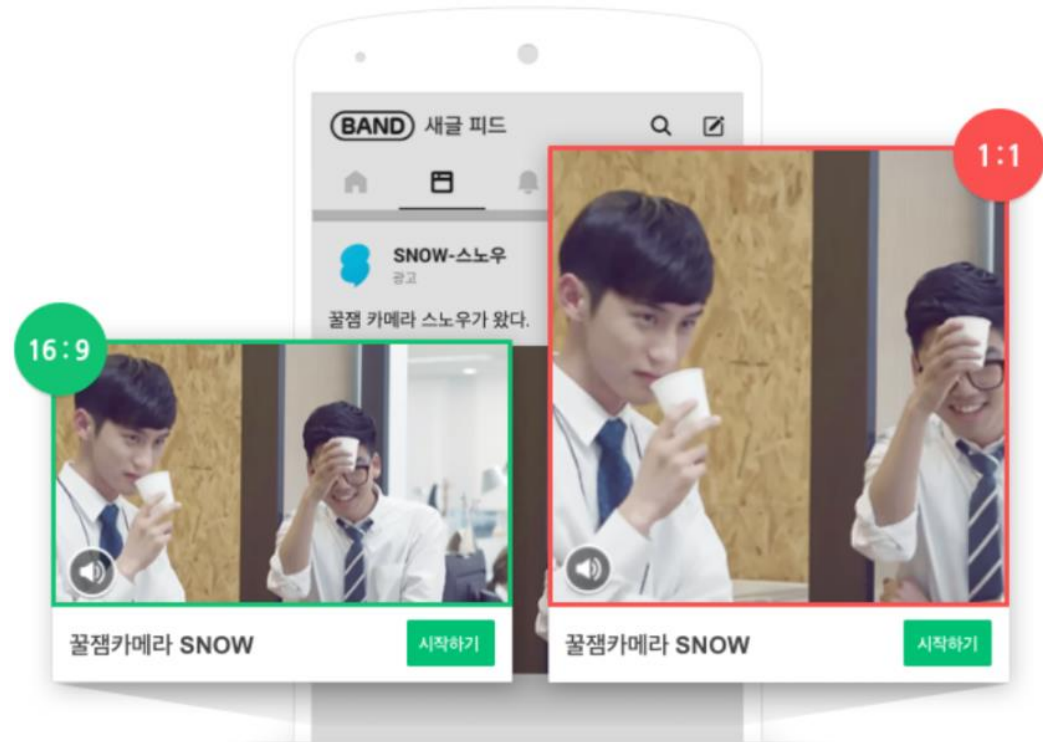 BAND 새글 피드
1:1
SNOW-스노우
광고
꿀잼 카메라 스노우가 왔다.
16:9
꿀잼카메라 SNOW
시작하기
꿀잼카메라 SNOW
시작하기